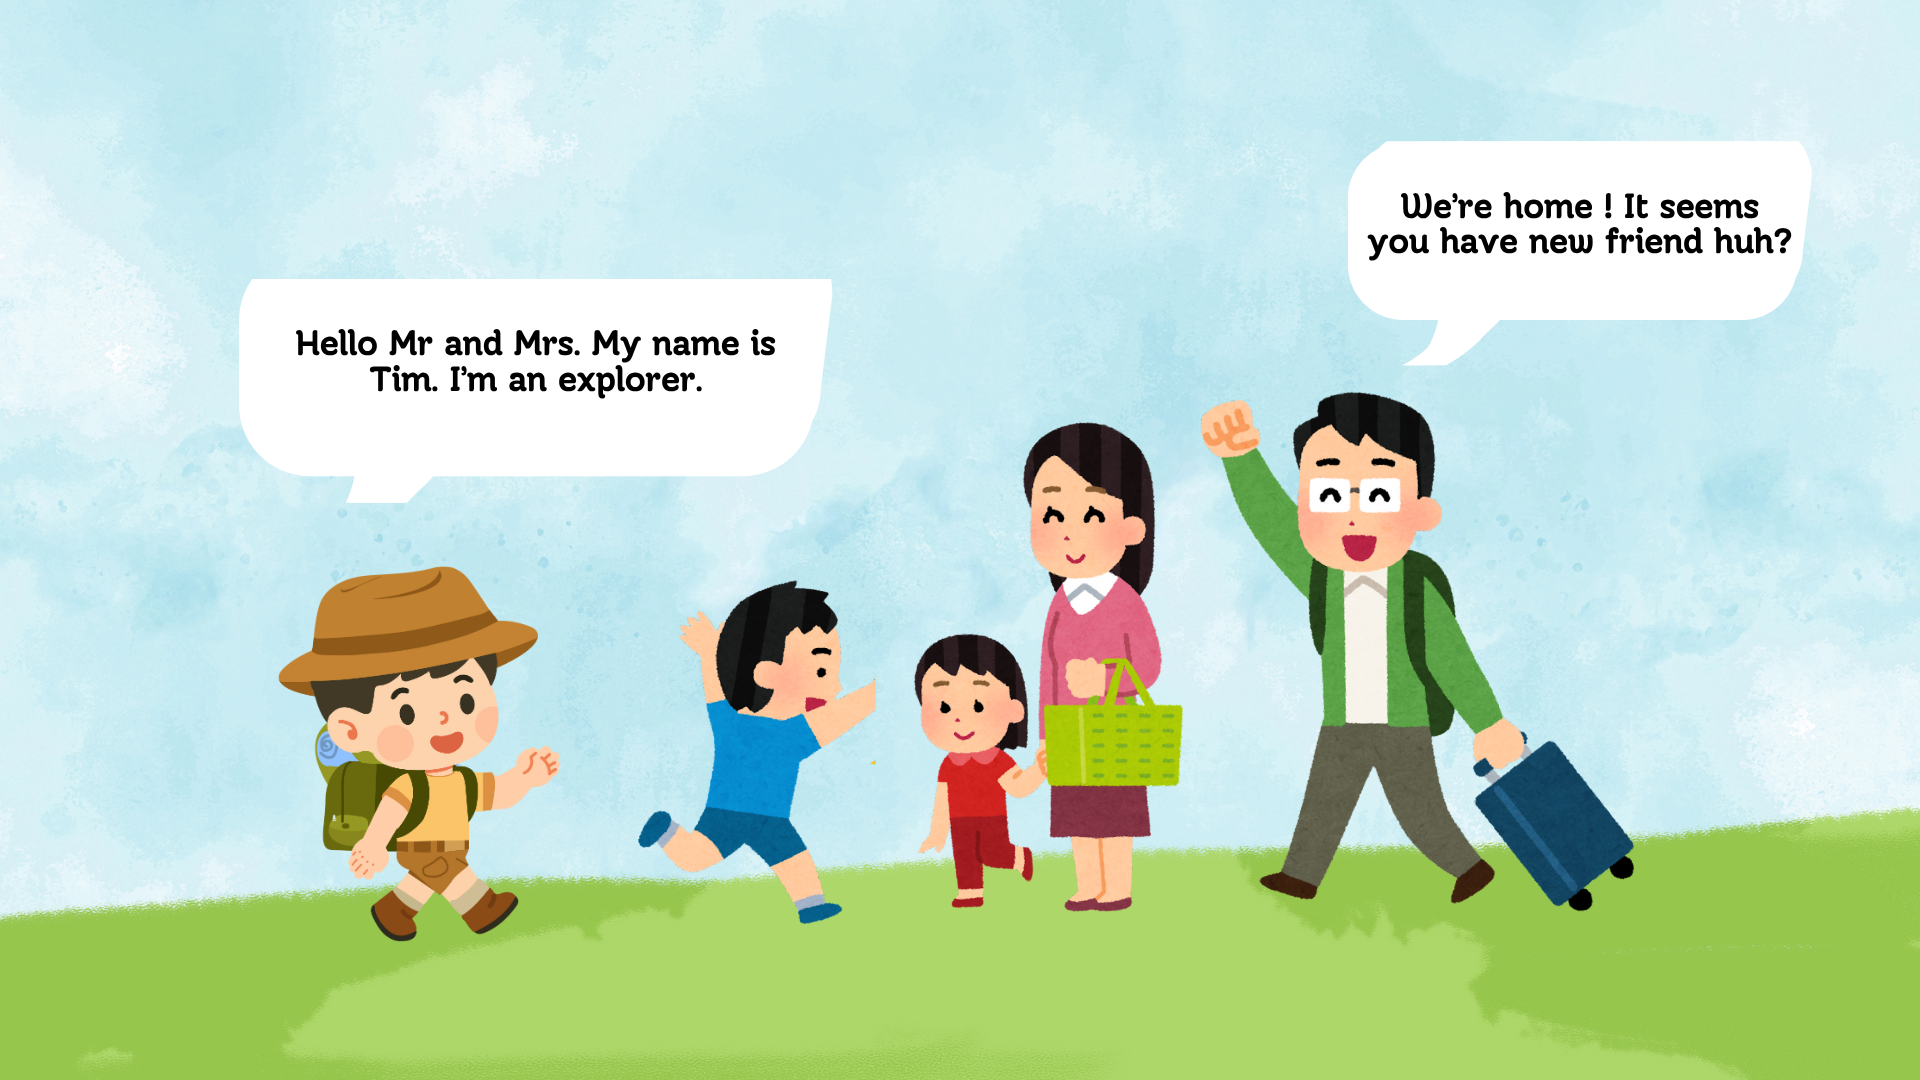 We're home ! It seems
you have new friend huh?
Hello Mr and Mrs. My name is
Tim. I'm an explorer.